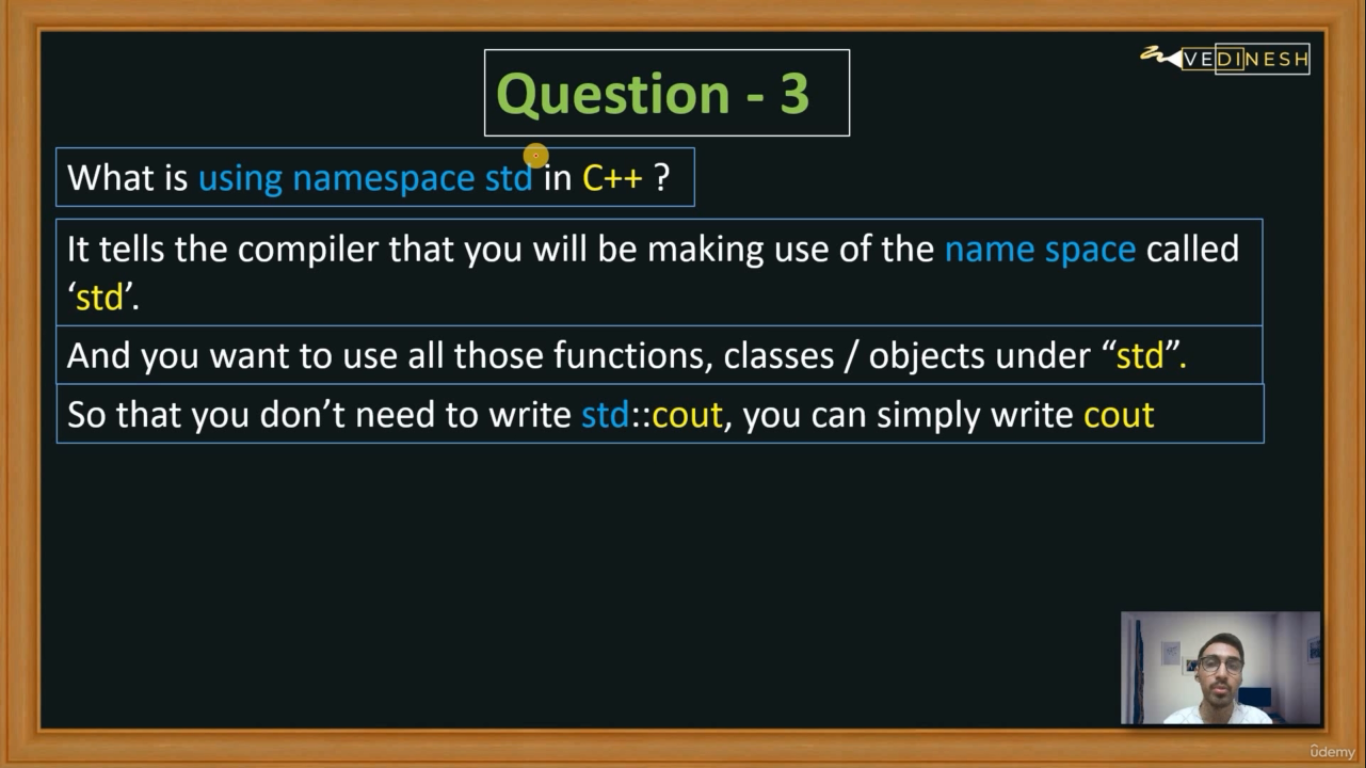 VEDINESH
Question - 3
What is using namespace std in C++ ?
It tells the compiler that you will be making use of the name space called
‘std’.
And you want to use all those functions, classes / objects under “std”.
So that you don’t need to write std::cout, you can simply write cout
ûdemy